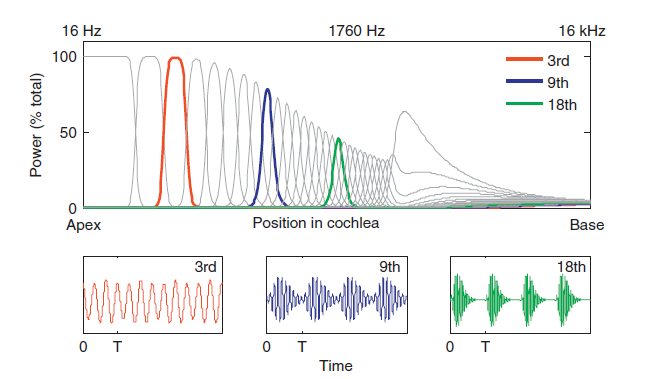 16 Hz 1760 Hz 16 kHz
100
50
0
Power (% total)
3rd
9th
18th
Apex Position in cochlea Base
3rd 9th 18th
0 T 0 T 0 T
Time